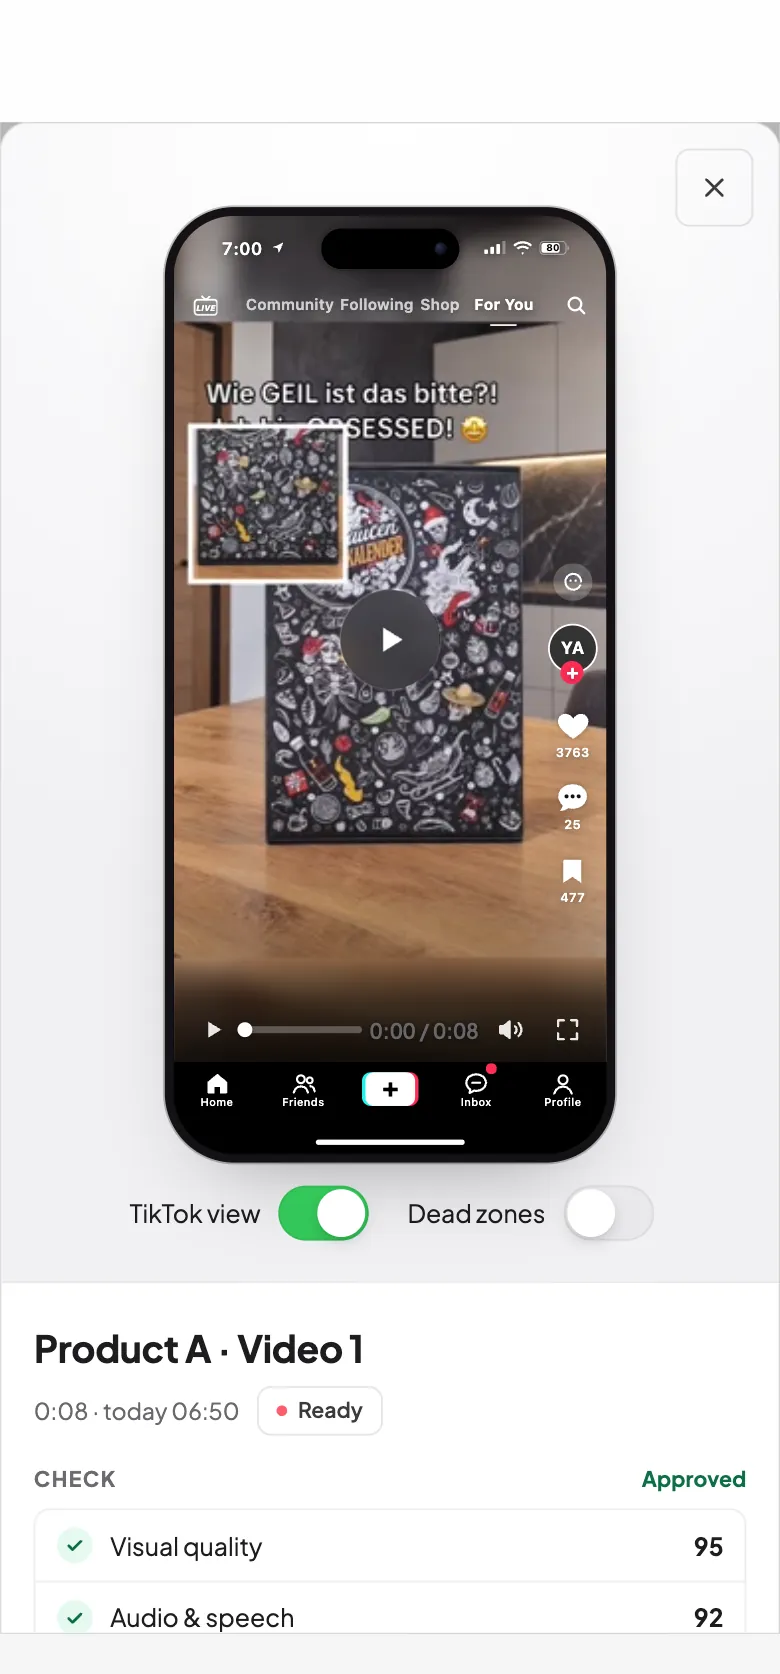 7:00
80
LIVE
Community Following Shop For You
Wie GEIL ist das bitte?!
OBSESSED! 🤩
KALENDER
YA
3763
25
477
0:00 / 0:08
Home Friends Inbox Profile
TikTok view Dead zones
Product A · Video 1
0:08 · today 06:50 Ready
CHECK Approved
Visual quality 95
Audio & speech 92